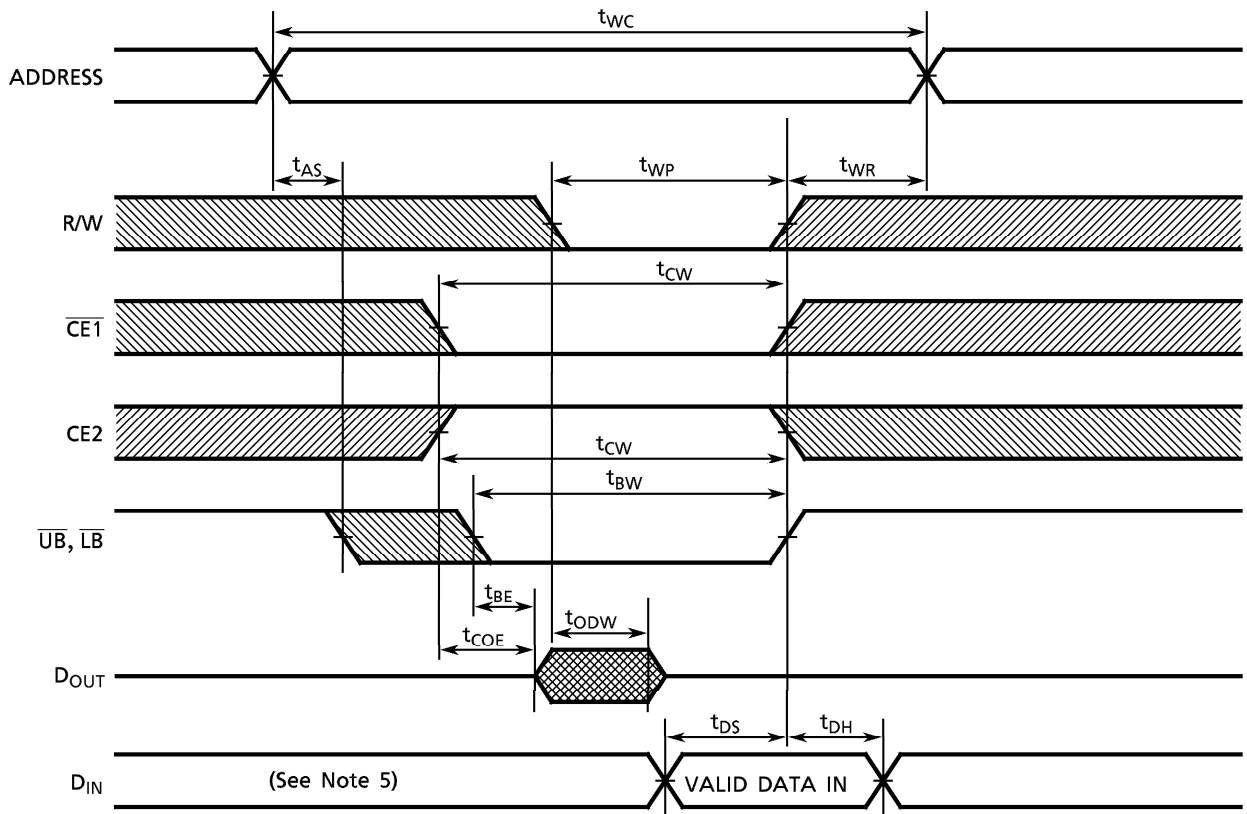 tWC
ADDRESS
tAS
tWP
tWR
R/W
tCW
CE1
CE2
tCW
tBW
UB, LB
tBE
tODW
tCOE
DOUT
tDS
tDH
DIN
(See Note 5)
VALID DATA IN